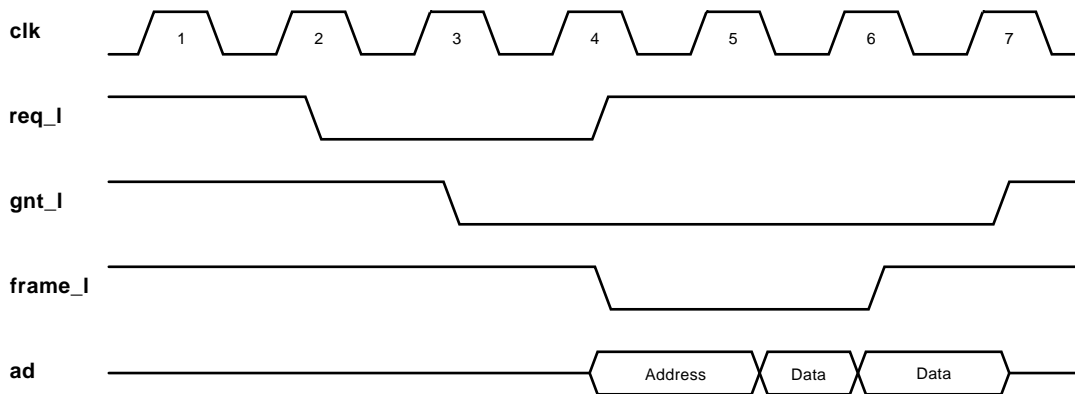 clk 1 2 3 4 5 6 7
req_l
gnt_l
frame_l
ad Address Data Data